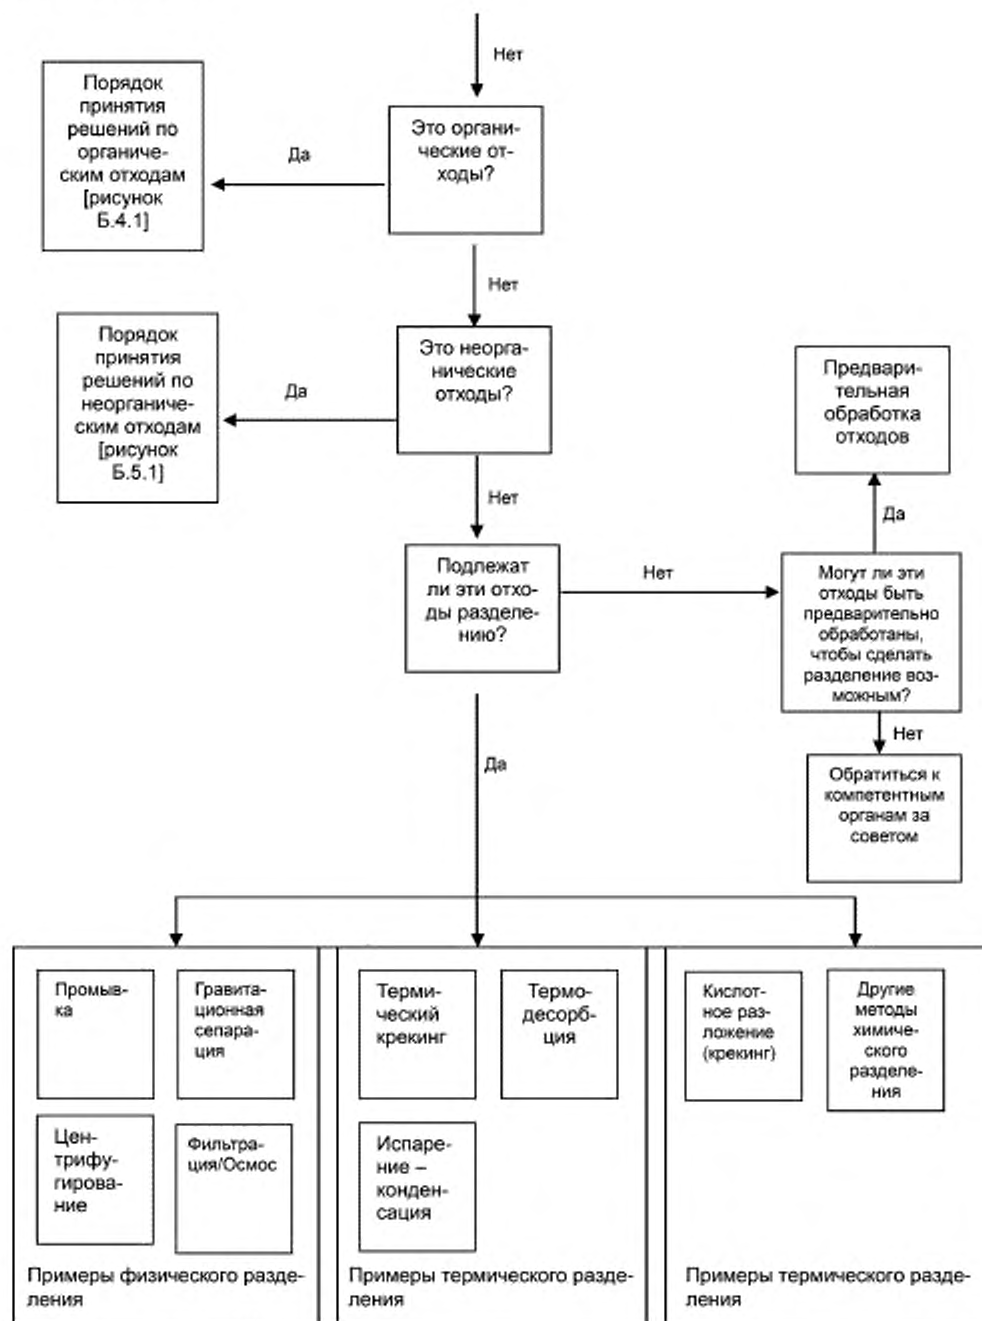 Нет
Порядок
принятия
решений по
органиче-
ским отходам
[рисунок
Б.4.1]
Да
Это органи-
ческие от-
ходы?
Нет
Порядок
принятия
решений по
неорганиче-
ским отходам
[рисунок
Б.5.1]
Да
Это неорга-
нические
отходы?
Предвари-
тельная
обработка
отходов
Нет
Да
Подлежат
ли эти отхо-
ды разделе-
нию?
Нет
Могут ли эти
отходы быть
предварительно
обработаны,
чтобы сделать
разделение воз-
можным?
Нет
Да
Обратиться к
компетентным
органам за
советом
Промыв-
ка
Гравита-
ционная
сепара-
ция
Цен-
трифу-
гирова-
ние
Фильтра-
ция/Осмос
Примеры физического разде-
ления
Терми-
ческий
крекинг
Термо-
десорб-
ция
Испаре-
ние –
конден-
сация
Примеры термического разде-
ления
Кислот-
ное раз-
ложение
(крекинг)
Другие
методы
химиче-
ского
разделе-
ния
Примеры термического разде-
ления